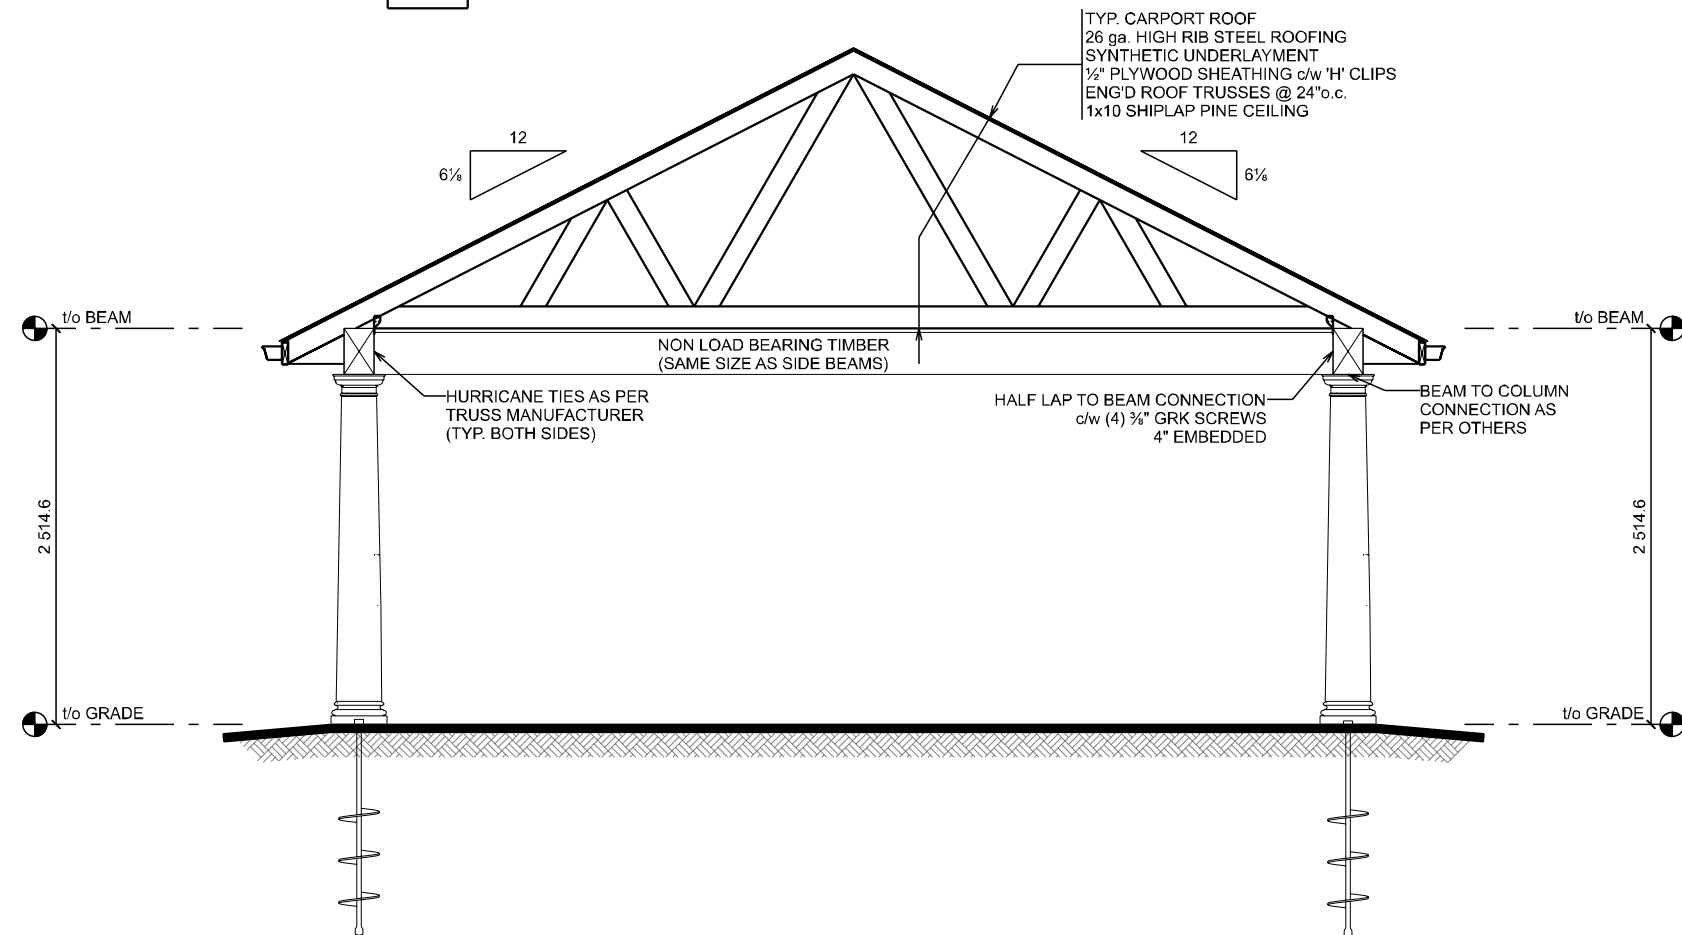 TYP. CARPORT ROOF
26 ga. HIGH RIB STEEL ROOFING
SYNTHETIC UNDERLAYMENT
½" PLYWOOD SHEATHING c/w 'H' CLIPS
ENG'D ROOF TRUSSES @ 24"o.c.
1x10 SHIPLAP PINE CEILING
12
6⅛
12
6⅛
t/o BEAM
t/o BEAM
NON LOAD BEARING TIMBER
(SAME SIZE AS SIDE BEAMS)
HURRICANE TIES AS PER
TRUSS MANUFACTURER
(TYP. BOTH SIDES)
HALF LAP TO BEAM CONNECTION
c/w (4) ⅜" GRK SCREWS
4" EMBEDDED
BEAM TO COLUMN
CONNECTION AS
PER OTHERS
2 514.6
2 514.6
t/o GRADE
t/o GRADE